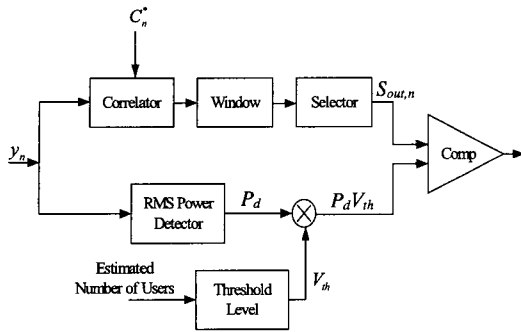 C*n
Correlator
Window
Selector
Sout,n
yn
Comp
RMS Power
Detector
Pd
PdVth
Estimated
Number of Users
Threshold
Level
Vth